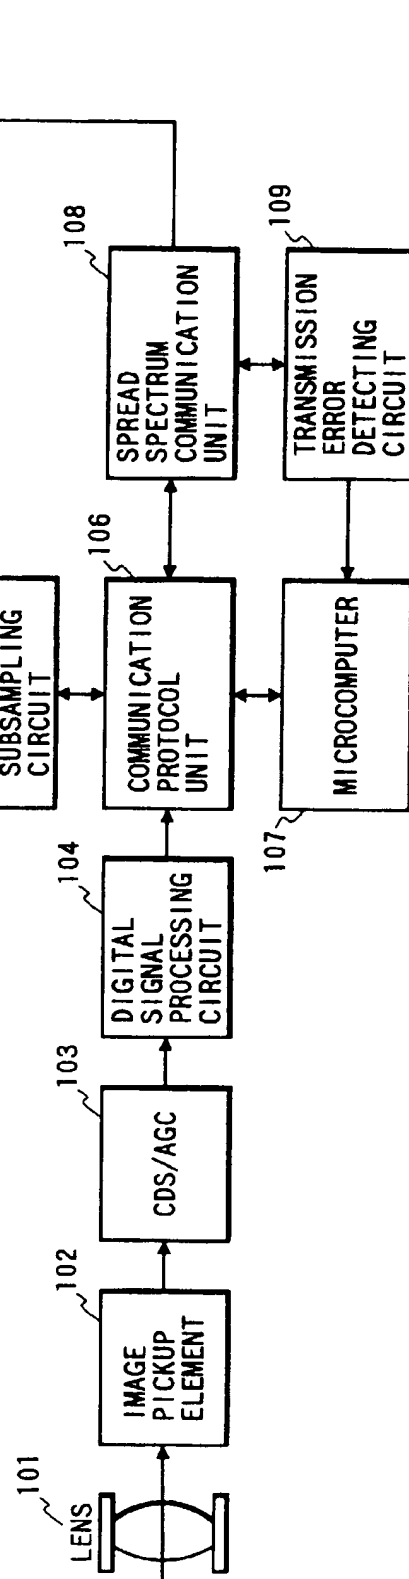 101
LENS
102
IMAGE
PICKUP
ELEMENT
103
CDS/AGC
104
DIGITAL
SIGNAL
PROCESSING
CIRCUIT
SUBSAMPLING
CIRCUIT
106
COMMUNICATION
PROTOCOL
UNIT
107
MICROCOMPUTER
108
SPREAD
SPECTRUM
COMMUNICATION
UNIT
109
TRANSMISSION
ERROR
DETECTING
CIRCUIT